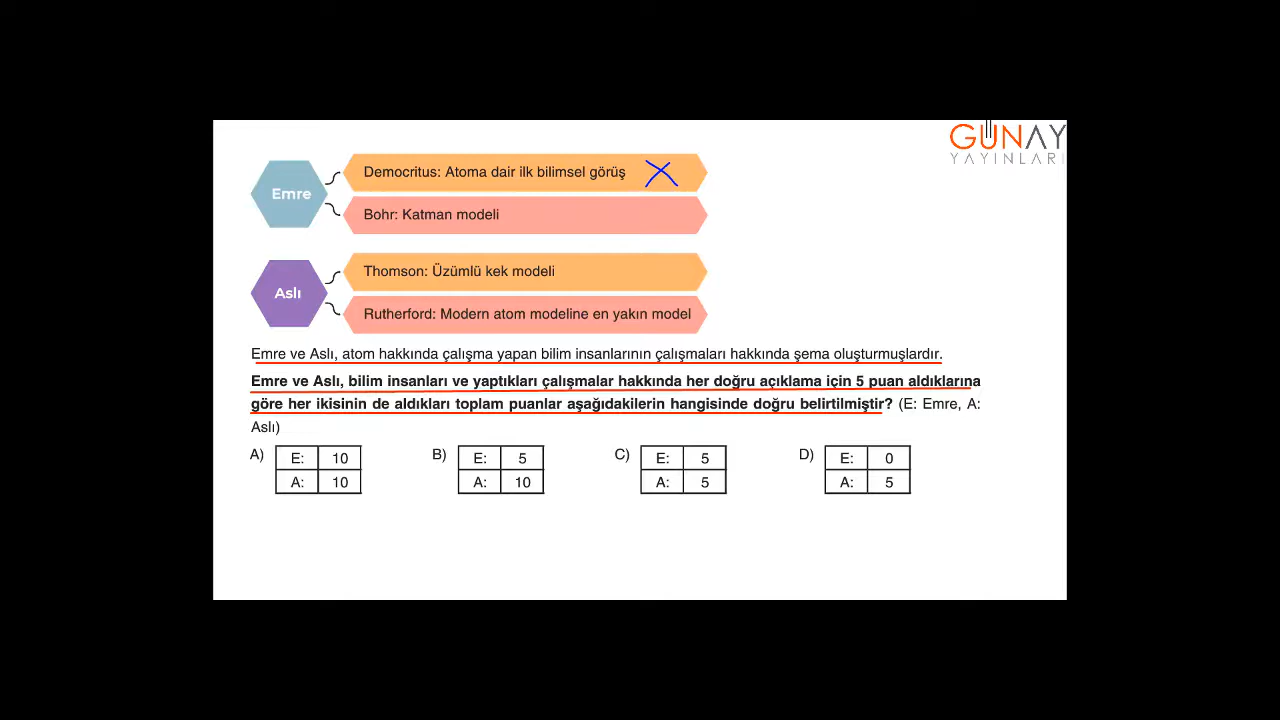 GÜNAY
YAYINLARI
Emre
Democritus: Atoma dair ilk bilimsel görüş
Bohr: Katman modeli
Aslı
Thomson: Üzümlü kek modeli
Rutherford: Modern atom modeline en yakın model
Emre ve Aslı, atom hakkında çalışma yapan bilim insanlarının çalışmaları hakkında şema oluşturmuşlardır.
Emre ve Aslı, bilim insanları ve yaptıkları çalışmalar hakkında her doğru açıklama için 5 puan aldıklarına
göre her ikisinin de aldıkları toplam puanlar aşağıdakilerin hangisinde doğru belirtilmiştir? (E: Emre, A:
Aslı)
A) E: 10 B) E: 5 C) E: 5 D) E: 0
A: 10 A: 10 A: 5 A: 5